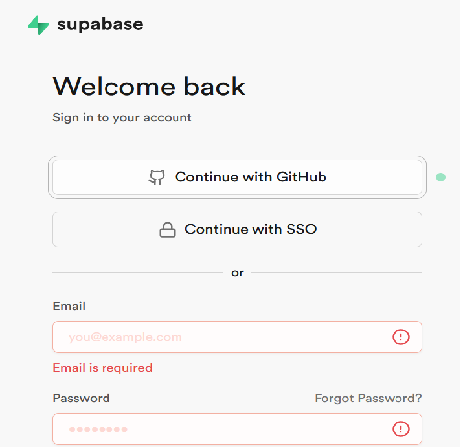 supabase
Welcome back
Sign in to your account
Continue with GitHub
Continue with SSO
or
Email
you@example.com
Email is required
Password Forgot Password?
••••••••